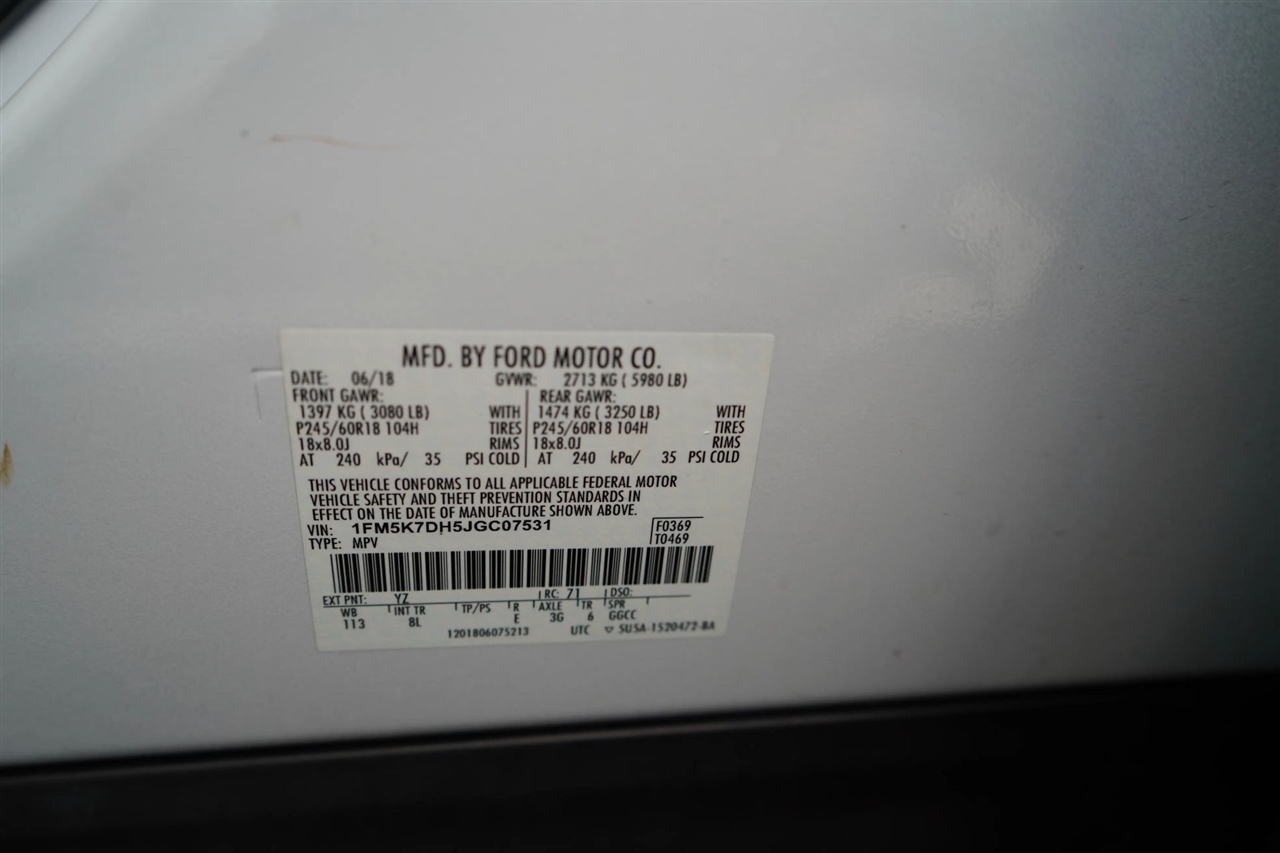 MFD. BY FORD MOTOR CO.
DATE: 06/18 GVWR: 2713 KG ( 5980 LB)
FRONT GAWR: REAR GAWR:
1397 KG ( 3080 LB) WITH 1474 KG ( 3250 LB) WITH
P245/60R18 104H TIRES P245/60R18 104H TIRES
18x8.0J RIMS 18x8.0J RIMS
AT 240 kPa/ 35 PSI COLD AT 240 kPa/ 35 PSI COLD
THIS VEHICLE CONFORMS TO ALL APPLICABLE FEDERAL MOTOR
VEHICLE SAFETY AND THEFT PREVENTION STANDARDS IN
EFFECT ON THE DATE OF MANUFACTURE SHOWN ABOVE.
VIN: 1FM5K7DH5JGC07531 F0369
TYPE: MPV T0469
EXT PNT: YZ RC: 71 DSO:
WB INT TR TP/PS R AXLE TR SPR
113 8L E 3G 6 GGCC
1201806075213 UTC ▽ SUSA-1520472-BA